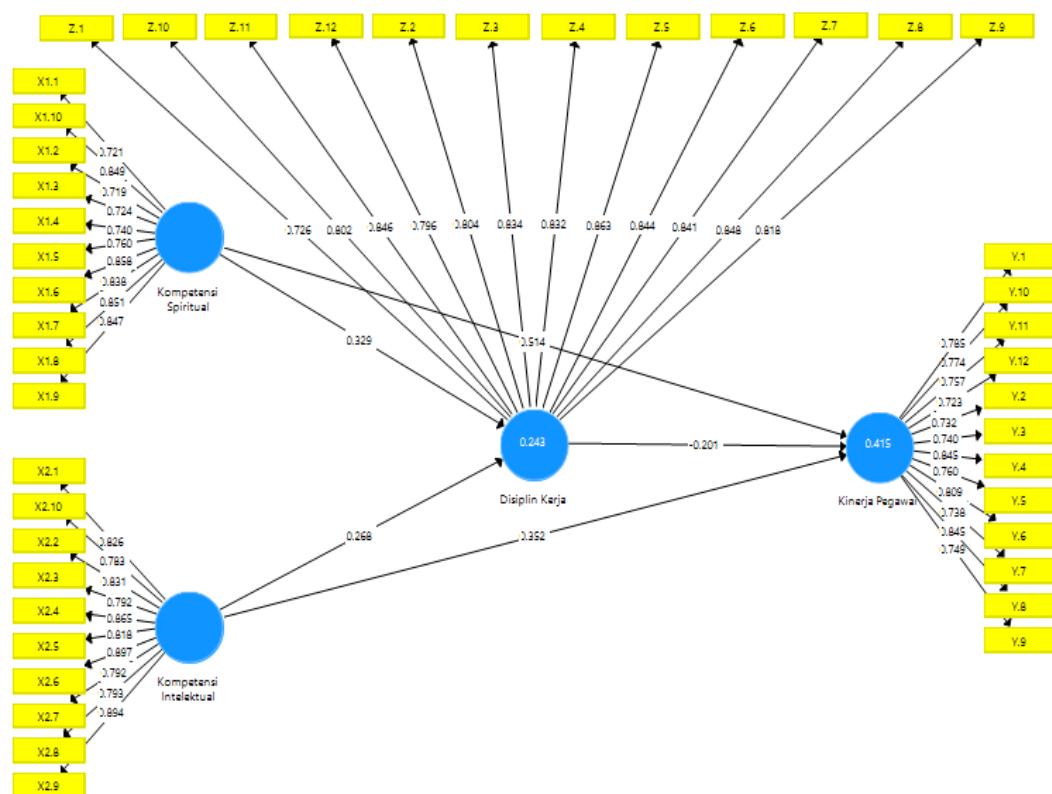 Z.1
Z.10
Z.11
Z.12
Z.2
Z.3
Z.4
Z.5
Z.6
Z.7
Z.8
Z.9
X1.1
X1.10
X1.2
X1.3
X1.4
X1.5
X1.6
X1.7
X1.8
X1.9
0.721
0.849
0.719
0.724
0.740
0.760
0.858
0.838
0.851
0.847
Kompetensi
Spiritual
0.726
0.802
0.846
0.796
0.804
0.834
0.832
0.863
0.844
0.841
0.848
0.818
0.329
0.514
0.243
Disiplin Kerja
-0.201
0.268
0.352
0.415
Kinerja Pegawai
Y.1
Y.10
Y.11
Y.12
Y.2
Y.3
Y.4
Y.5
Y.6
Y.7
Y.8
Y.9
0.785
0.774
0.757
0.723
0.732
0.740
0.845
0.760
0.809
0.738
0.845
0.749
X2.1
X2.10
X2.2
X2.3
X2.4
X2.5
X2.6
X2.7
X2.8
X2.9
0.826
0.783
0.831
0.792
0.865
0.818
0.897
0.792
0.793
0.894
Kompetensi
Intelektual